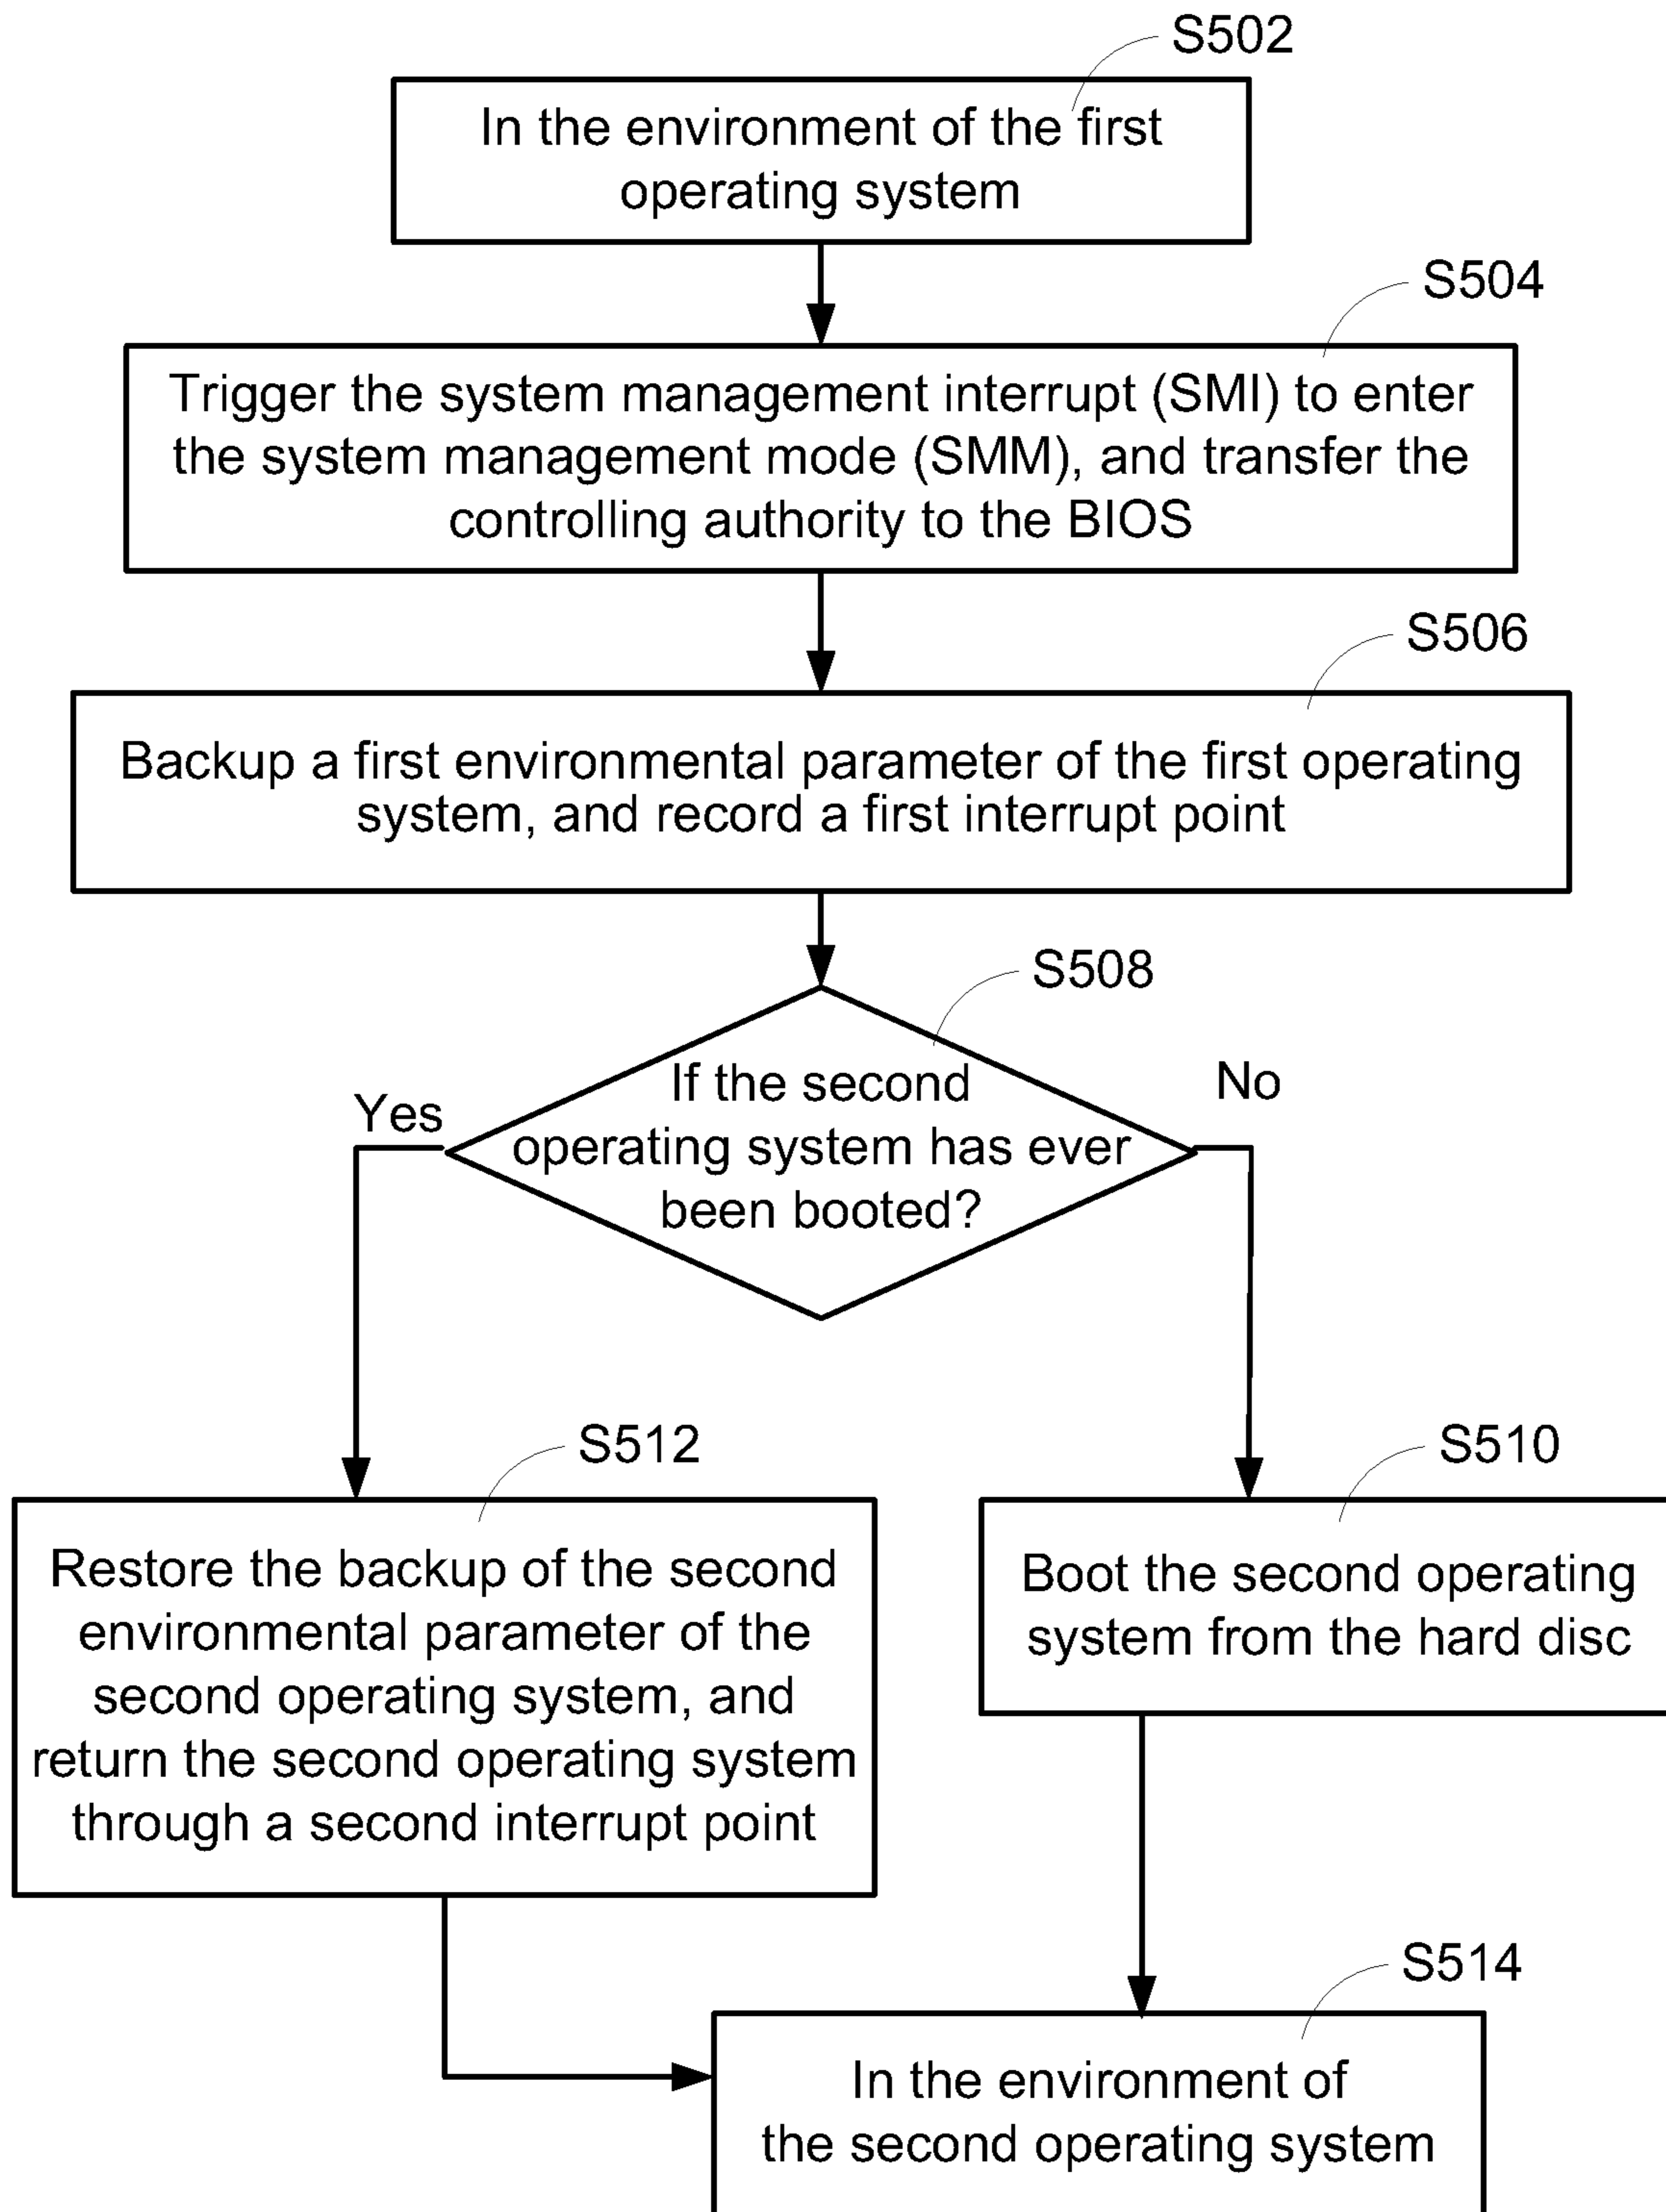 S502
In the environment of the first
operating system
S504
Trigger the system management interrupt (SMI) to enter
the system management mode (SMM), and transfer the
controlling authority to the BIOS
S506
Backup a first environmental parameter of the first operating
system, and record a first interrupt point
S508
If the second
operating system has ever
been booted?
Yes
No
S512
Restore the backup of the second
environmental parameter of the
second operating system, and
return the second operating system
through a second interrupt point
S510
Boot the second operating
system from the hard disc
S514
In the environment of
the second operating system